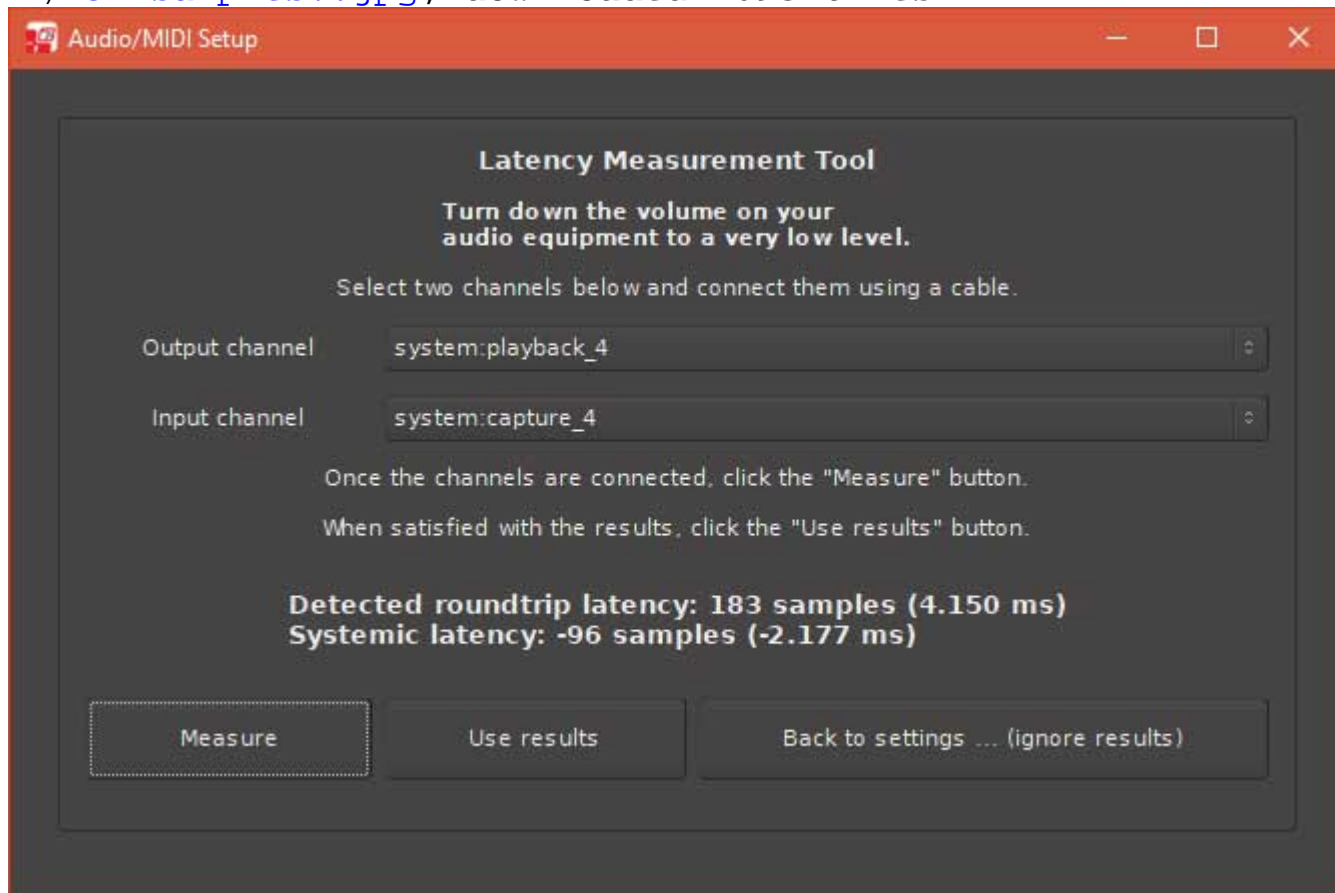 Audio/MIDI Setup
Latency Measurement Tool
Turn down the volume on your
audio equipment to a very low level.
Select two channels below and connect them using a cable.
Output channel system:playback_4
Input channel system:capture_4
Once the channels are connected, click the "Measure" button.
When satisfied with the results, click the "Use results" button.
Detected roundtrip latency: 183 samples (4.150 ms)
Systemic latency: -96 samples (-2.177 ms)
Measure Use results Back to settings ... (ignore results)